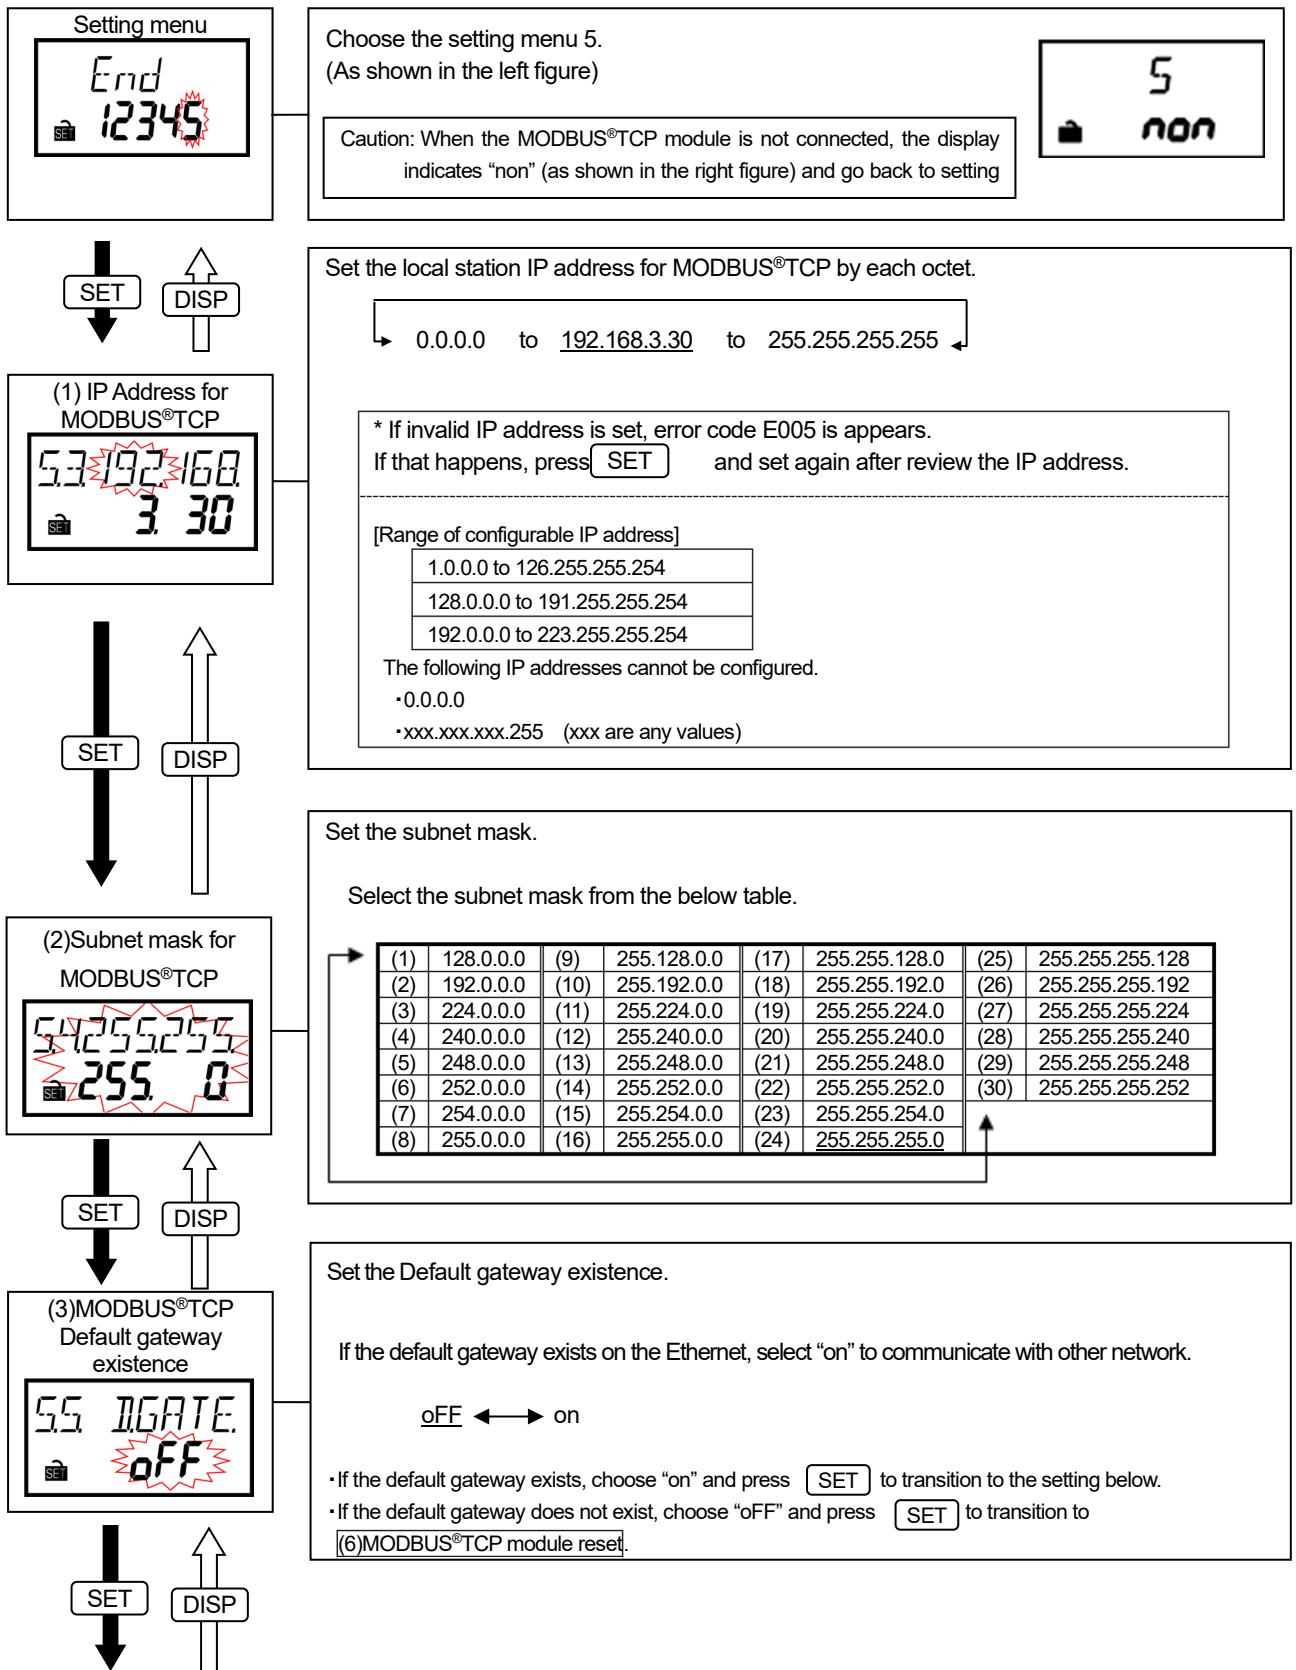 Setting menu
End
12345
SET
Choose the setting menu 5.
(As shown in the left figure)
Caution: When the MODBUS®TCP module is not connected, the display
indicates “non” (as shown in the right figure) and go back to setting
5
non
SET
DISP
Set the local station IP address for MODBUS®TCP by each octet.
0.0.0.0 to 192.168.3.30 to 255.255.255.255
(1) IP Address for
MODBUS®TCP
5.3.192.168.
3. 30
SET
* If invalid IP address is set, error code E005 is appears.
If that happens, press SET and set again after review the IP address.
[Range of configurable IP address]
1.0.0.0 to 126.255.255.254
128.0.0.0 to 191.255.255.254
192.0.0.0 to 223.255.255.254
The following IP addresses cannot be configured.
・0.0.0.0
・xxx.xxx.xxx.255 (xxx are any values)
SET
DISP
Set the subnet mask.
Select the subnet mask from the below table.
(2)Subnet mask for
MODBUS®TCP
5.4.255.255.
255. 0
SET
(1) 128.0.0.0 (9) 255.128.0.0 (17) 255.255.128.0 (25) 255.255.255.128
(2) 192.0.0.0 (10) 255.192.0.0 (18) 255.255.192.0 (26) 255.255.255.192
(3) 224.0.0.0 (11) 255.224.0.0 (19) 255.255.224.0 (27) 255.255.255.224
(4) 240.0.0.0 (12) 255.240.0.0 (20) 255.255.240.0 (28) 255.255.255.240
(5) 248.0.0.0 (13) 255.248.0.0 (21) 255.255.248.0 (29) 255.255.255.248
(6) 252.0.0.0 (14) 255.252.0.0 (22) 255.255.252.0 (30) 255.255.255.252
(7) 254.0.0.0 (15) 255.254.0.0 (23) 255.255.254.0
(8) 255.0.0.0 (16) 255.255.0.0 (24) 255.255.255.0
SET
DISP
(3)MODBUS®TCP
Default gateway
existence
5.5. D.GATE.
oFF
SET
Set the Default gateway existence.
If the default gateway exists on the Ethernet, select “on” to communicate with other network.
oFF ◄──► on
・If the default gateway exists, choose “on” and press SET to transition to the setting below.
・If the default gateway does not exist, choose “oFF” and press SET to transition to
(6)MODBUS®TCP module reset.
SET
DISP